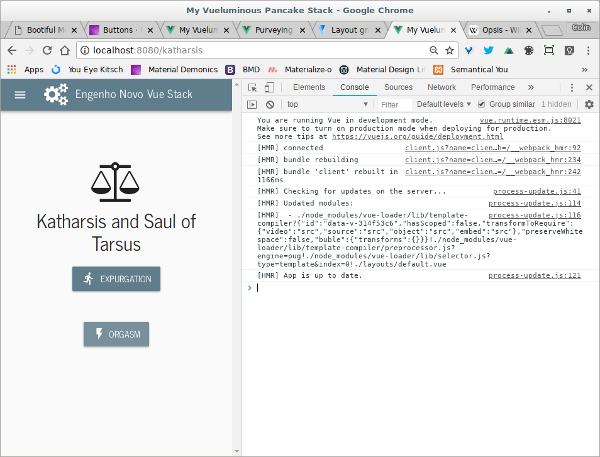 My Vueluminous Pancake Stack - Google Chrome
Bootiful M
Buttons -
My Vuelum
Purveying
Layout gr
My Vuelum
Opsis - Wi
Colin
localhost:8080/katharsis
Apps
You Eye Kitsch
Material Demonics
BMD
Materialize-o
Material Design Li
Semantical You
»
Engenho Novo Vue Stack
Katharsis and Saul of
Tarsus
EXPURGATION
ORGASM
Elements Console Sources Network Performance »
top Filter Default levels Group similar 1 hidden
You are running Vue in development mode. vue.runtime.esm.js:8021
Make sure to turn on production mode when deploying for production.
See more tips at https://vuejs.org/guide/deployment.html
[HMR] connected client.js?name=clien…h=/__webpack_hmr:92
[HMR] bundle rebuilding client.js?name=clien…=/__webpack_hmr:234
[HMR] bundle 'client' rebuilt in client.js?name=clien…=/__webpack_hmr:242
1166ms
[HMR] Checking for updates on the server... process-update.js:41
[HMR] Updated modules: process-update.js:114
[HMR] - ./node_modules/vue-loader/lib/template- process-update.js:116
compiler?{"id":"data-v-314f53c6","hasScoped":false,"transformToRequire":
{"video":"src","source":"src","object":"src","embed":"src"},"preserveWhite
space":false,"buble":{"transforms":{}}}!./node_modules/vue-
loader/lib/template-compiler/preprocessor.js?
engine=pug!./node_modules/vue-loader/lib/selector.js?
type=template&index=0!./layouts/default.vue
[HMR] App is up to date. process-update.js:121
>